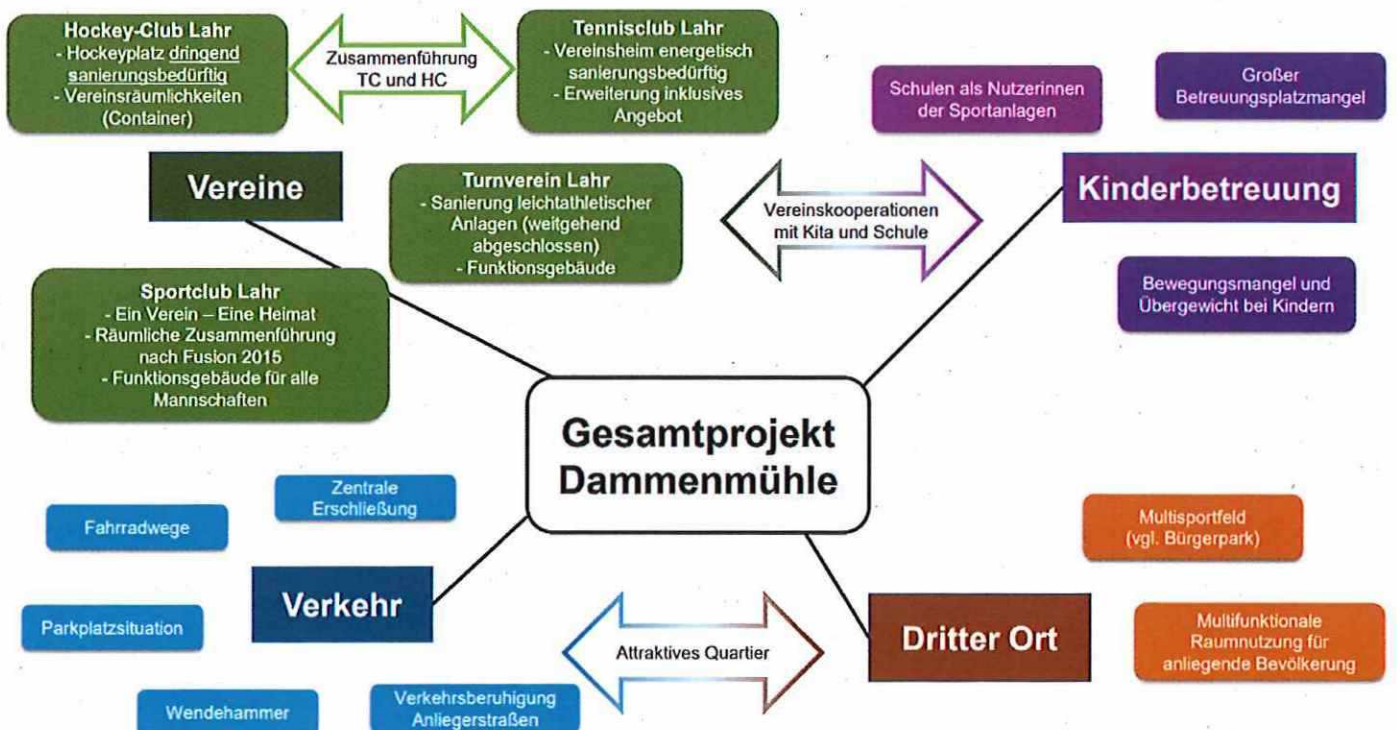 Hockey-Club Lahr
- Hockeyplatz dringend
sanierungsbedürftig
- Vereinsräumlichkeiten
(Container)
Zusammenführung
TC und HC
Tennisclub Lahr
- Vereinsheim energetisch
sanierungsbedürftig
- Erweiterung inklusives
Angebot
Schulen als Nutzerinnen
der Sportanlagen
Großer
Betreuungsplatzmangel
Vereine
Turnverein Lahr
- Sanierung leichtathletischer
Anlagen (weitgehend
abgeschlossen)
- Funktionsgebäude
Vereinskooperationen
mit Kita und Schule
Kinderbetreuung
Sportclub Lahr
- Ein Verein – Eine Heimat
- Räumliche Zusammenführung
nach Fusion 2015
- Funktionsgebäude für alle
Mannschaften
Bewegungsmangel und
Übergewicht bei Kindern
Gesamtprojekt
Dammenmühle
Zentrale
Erschließung
Fahrradwege
Verkehr
Parkplatzsituation
Wendehammer
Verkehrsberuhigung
Anliegerstraßen
Attraktives Quartier
Dritter Ort
Multisportfeld
(vgl. Bürgerpark)
Multifunktionale
Raumnutzung für
anliegende Bevölkerung